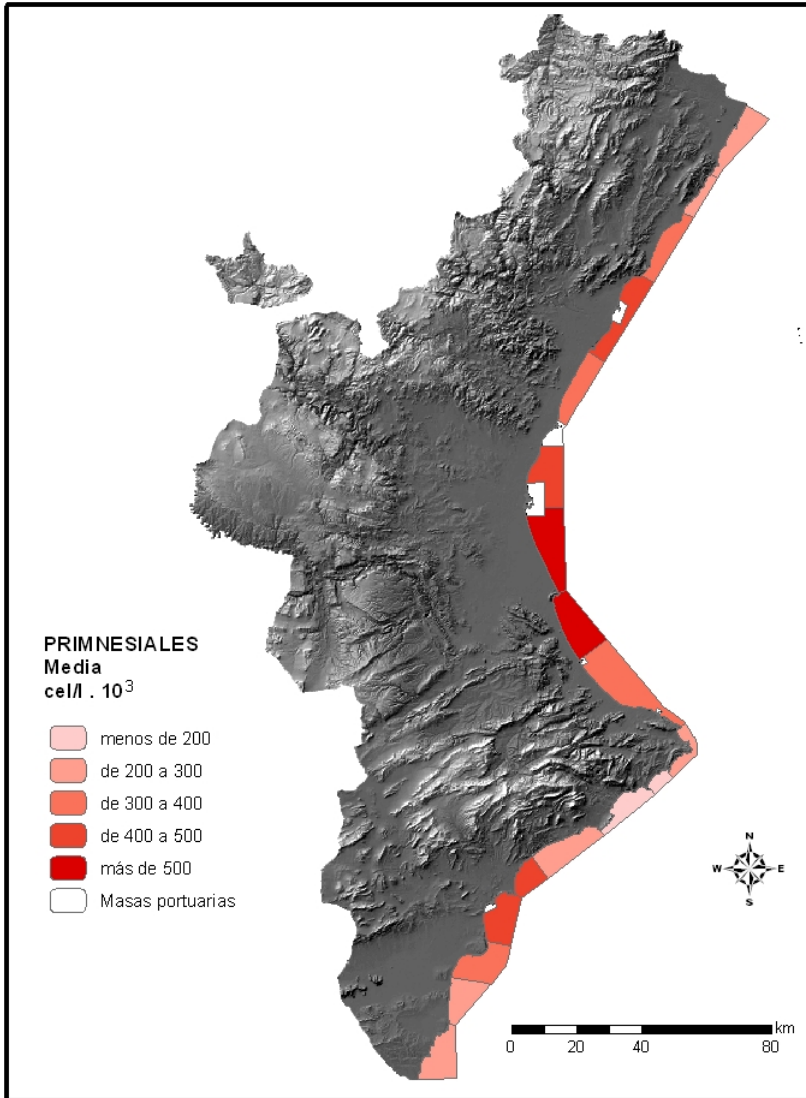 PRIMNESIALES
Media
cel/l . 10³
menos de 200
de 200 a 300
de 300 a 400
de 400 a 500
más de 500
Masas portuarias
N
W E
S
km
0 20 40 80